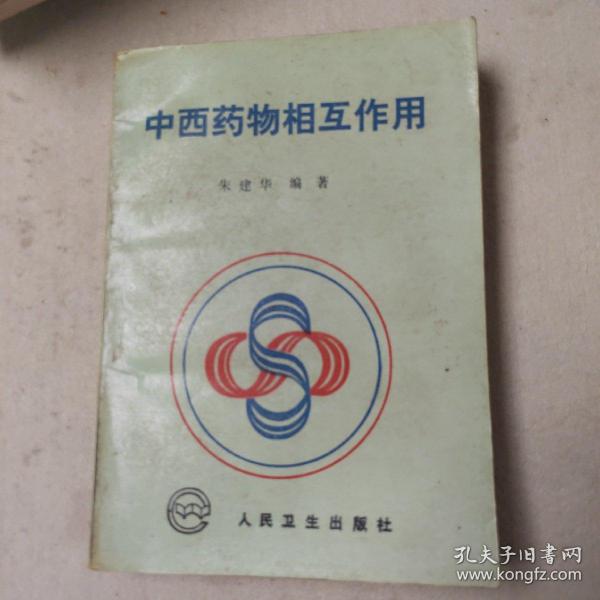 中西药物相互作用
朱建华 编著
人民卫生出版社
孔夫子旧书网
www.kongfz.com